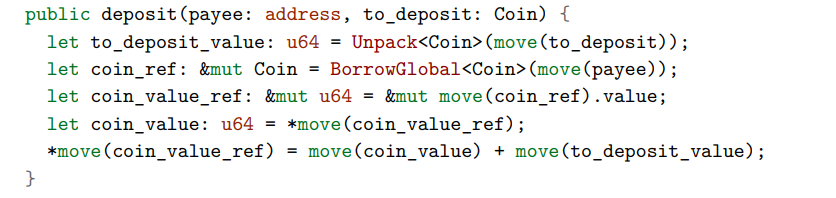 public deposit(payee: address, to_deposit: Coin) {
let to_deposit_value: u64 = Unpack<Coin>(move(to_deposit));
let coin_ref: &mut Coin = BorrowGlobal<Coin>(move(payee));
let coin_value_ref: &mut u64 = &mut move(coin_ref).value;
let coin_value: u64 = *move(coin_value_ref);
*move(coin_value_ref) = move(coin_value) + move(to_deposit_value);
}